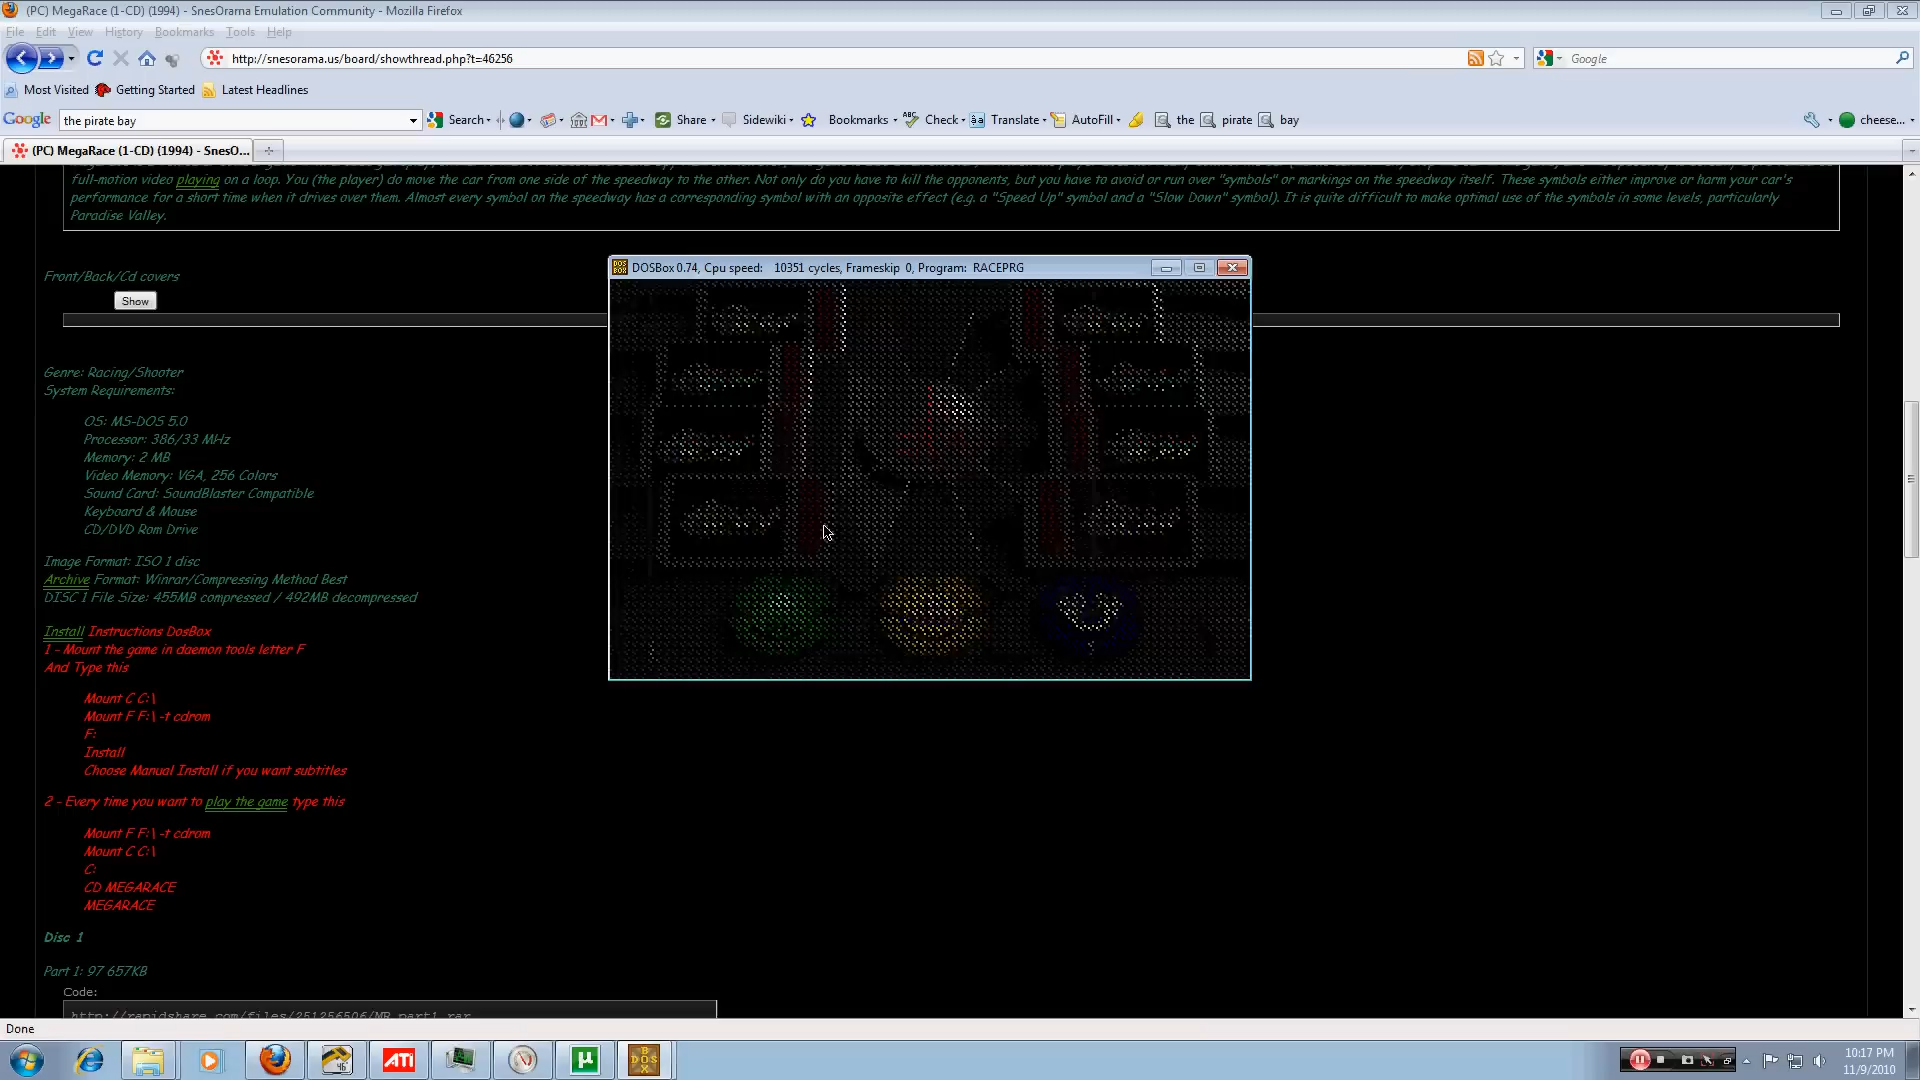 (PC) MegaRace (1-CD) (1994) - SnesOrama Emulation Community - Mozilla Firefox
File Edit View History Bookmarks Tools Help
http://snesorama.us/board/showthread.php?t=46256
Google
Most Visited Getting Started Latest Headlines
Google the pirate bay Search Share Sidewiki Bookmarks Check Translate AutoFill the pirate bay cheese...
(PC) MegaRace (1-CD) (1994) - SnesO...
full-motion video playing on a loop. You (the player) do move the car from one side of the speedway to the other. Not only do you have to kill the opponents, but you have to avoid or run over "symbols" or markings on the speedway itself. These symbols either improve or harm your car's
performance for a short time when it drives over them. Almost every symbol on the speedway has a corresponding symbol with an opposite effect (e.g. a "Speed Up" symbol and a "Slow Down" symbol). It is quite difficult to make optimal use of the symbols in some levels, particularly
Paradise Valley.
Front/Back/Cd covers
Show
DOSBox 0.74, Cpu speed: 10351 cycles, Frameskip 0, Program: RACEPRG
Genre: Racing/Shooter
System Requirements:
OS: MS-DOS 5.0
Processor: 386/33 MHz
Memory: 2 MB
Video Memory: VGA, 256 Colors
Sound Card: SoundBlaster Compatible
Keyboard & Mouse
CD/DVD Rom Drive
Image Format: ISO 1 disc
Archive Format: Winrar/Compressing Method Best
DISC 1 File Size: 455MB compressed / 492MB decompressed
Install Instructions DosBox
1 - Mount the game in daemon tools letter F
And Type this
Mount C C:\
Mount F F:\ -t cdrom
F:
Install
Choose Manual Install if you want subtitles
2 - Every time you want to play the game type this
Mount F F:\ -t cdrom
Mount C C:\
C:
CD MEGARACE
MEGARACE
Disc 1
Part 1: 97 657KB
Code:
http://rapidshare.com/files/251256506/MR.part1.rar
Done
ATI
10:17 PM
11/9/2010